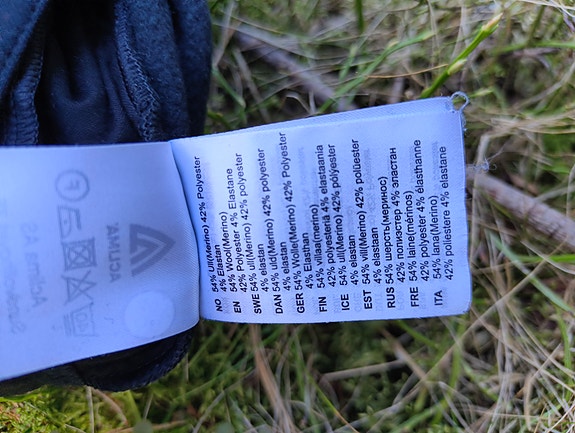 NO 54% Ull(Merino) 42% Polyester
4% Elastan
EN 54% Wool(Merino)
42% Polyester 4% Elastane
SWE 54% ull(Merino) 42% polyester
4% elastan
DAN 54% uld(Merino) 42% polyester
4% elastan
GER 54% Wolle(Merino) 42% Polyester
4% Elasthan
FIN 54% villaa(merino)
42% polyesteriä 4% elastaania
ICE 54% ull(Merino) 42% polýester
4% elastan
EST 54% vill(Merino) 42% polüester
4% elastaan
RUS 54% шерсть(меринос)
42% полиэстер 4% эластан
FRE 54% laine(mérinos)
42% polyester 4% élasthanne
ITA 54% lana(Merino)
42% poliestere 4% elastane
ACLIMA